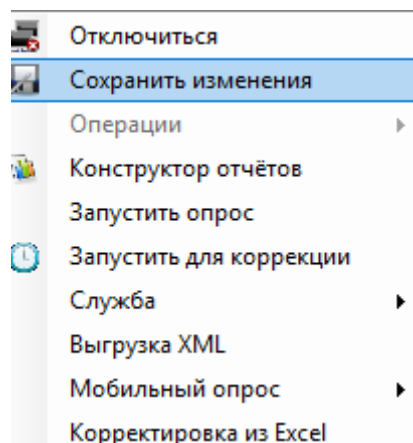 Отключиться
Сохранить изменения
Операции
Конструктор отчётов
Запустить опрос
Запустить для коррекции
Служба
Выгрузка XML
Мобильный опрос
Корректировка из Excel